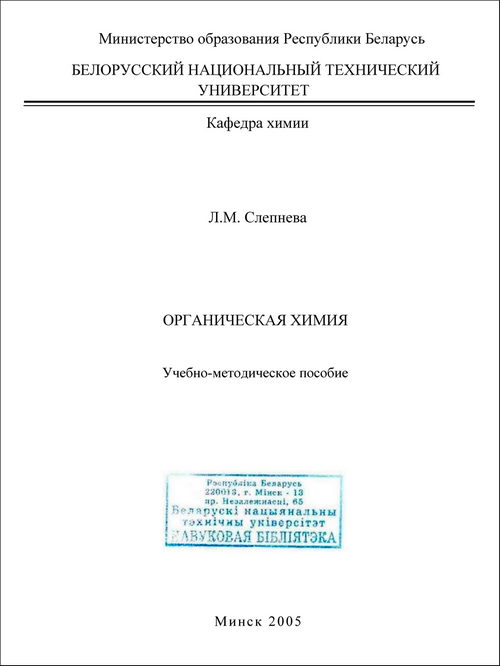 Министерство образования Республики Беларусь
БЕЛОРУССКИЙ НАЦИОНАЛЬНЫЙ ТЕХНИЧЕСКИЙ
УНИВЕРСИТЕТ
Кафедра химии
Л.М. Слепнева
ОРГАНИЧЕСКАЯ ХИМИЯ
Учебно-методическое пособие
Рэспубліка Беларусь
220013, г. Мінск - 13
пр. Незалежнасці, 65
Беларускі нацыянальны
тэхнічны універсітэт
НАВУКОВАЯ БІБЛІЯТЭКА
Минск 2005